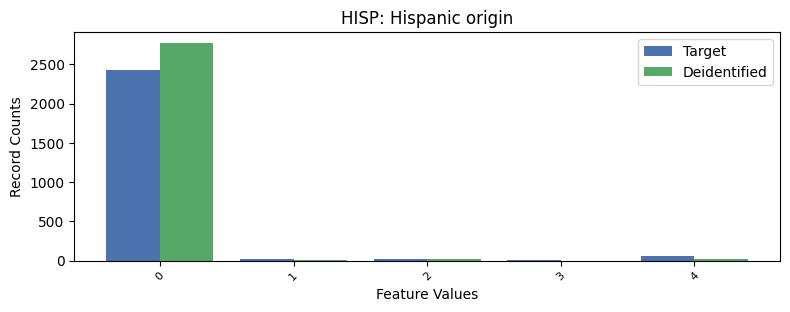 HISP: Hispanic origin
Target
Deidentified
Record Counts
2500
2000
1500
1000
500
0
0
1
2
3
4
Feature Values